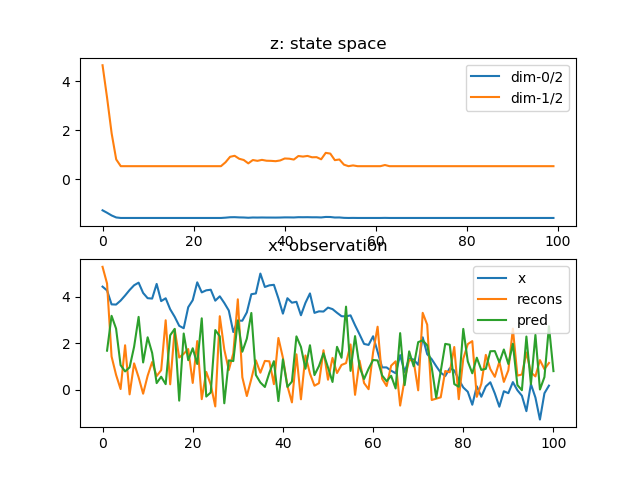 z: state space
4
2
0
dim-0/2
dim-1/2
0 20 40 60 80 100
x: observation
4
2
0
x
recons
pred
0 20 40 60 80 100